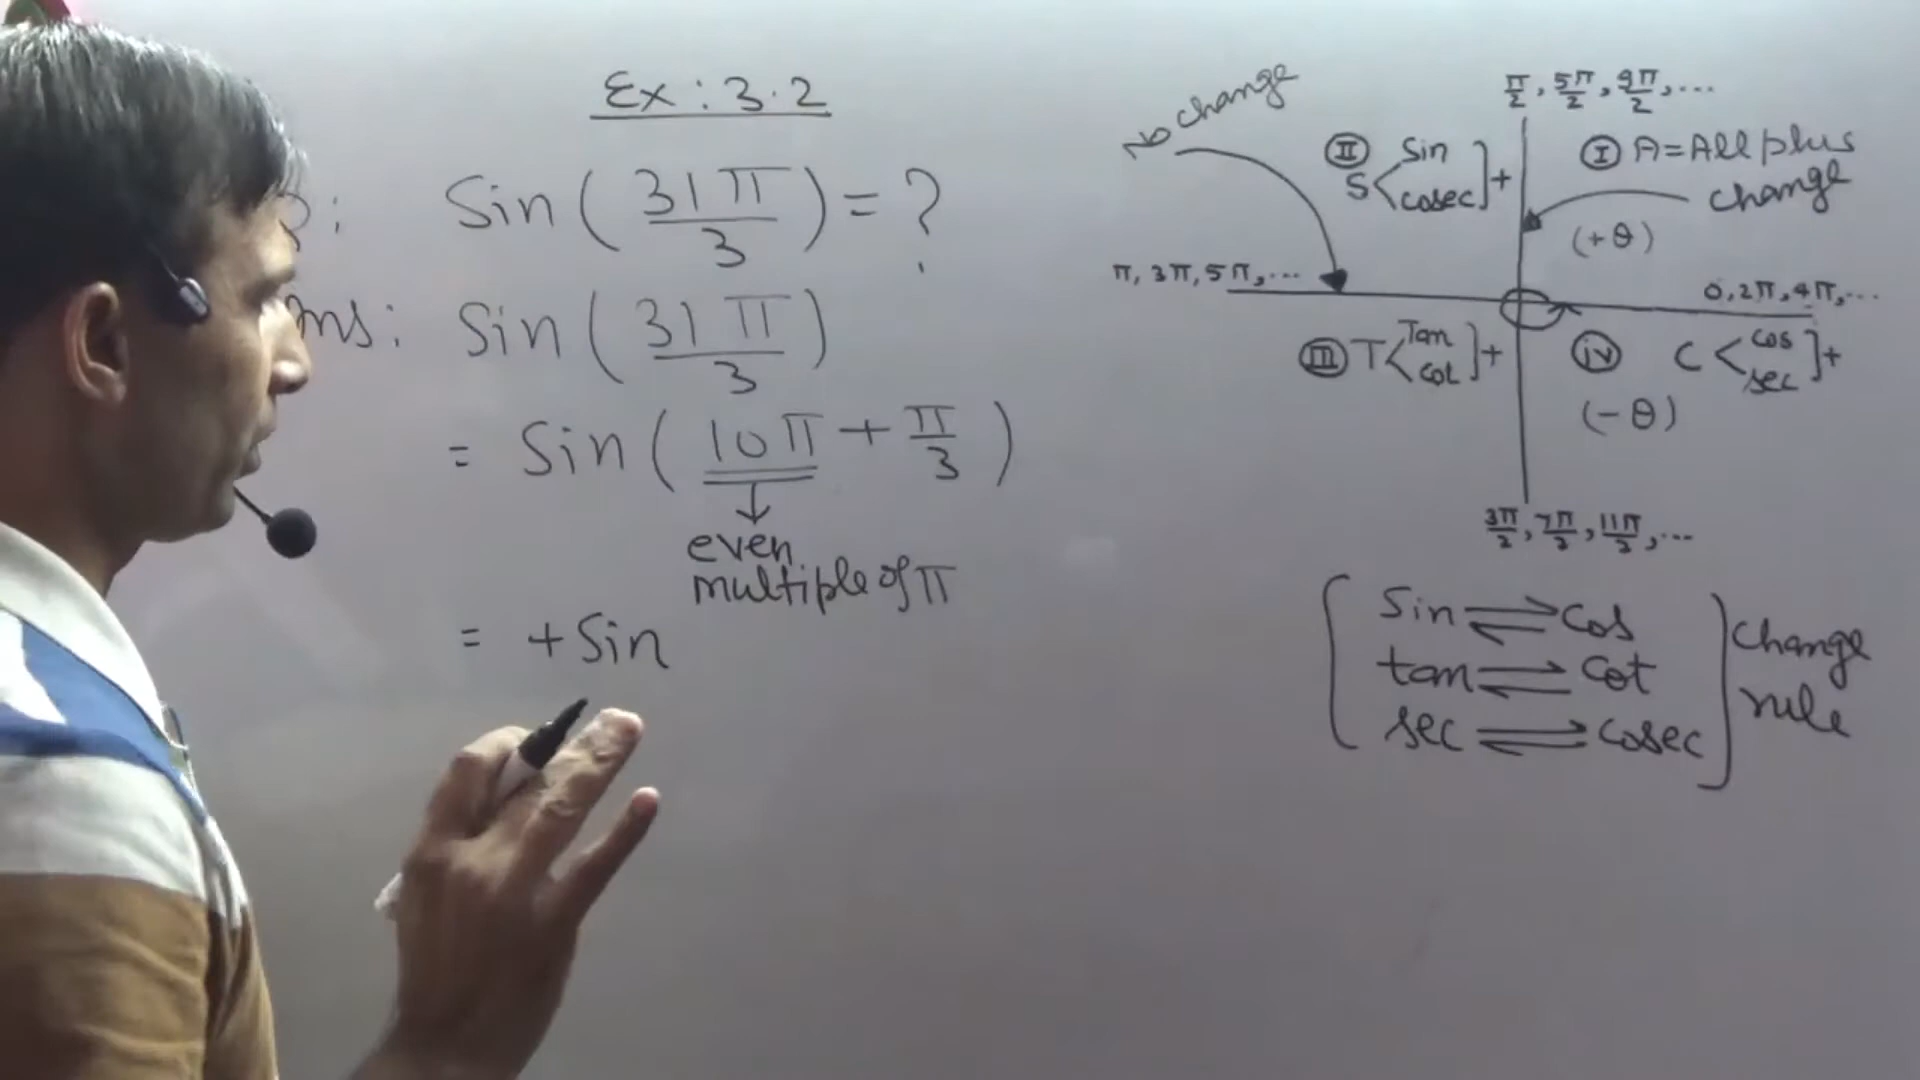 Ex : 3.2
Sin ( 31π/3 ) = ?
Ans: Sin ( 31π/3 )
= Sin ( 10π + π/3 )
even
multiple of π
= + Sin
No change
π/2, 5π/2, 9π/2, ...
II S < Sin cosec ] +
I A = All plus
change
(+θ)
π, 3π, 5π, ...
0, 2π, 4π, ...
III T < Tan cot ] +
iv C < cos sec ] +
(-θ)
3π/2, 7π/2, 11π/2, ...
Sin ⇌ Cos
tan ⇌ Cot
sec ⇌ Cosec
Change
rule